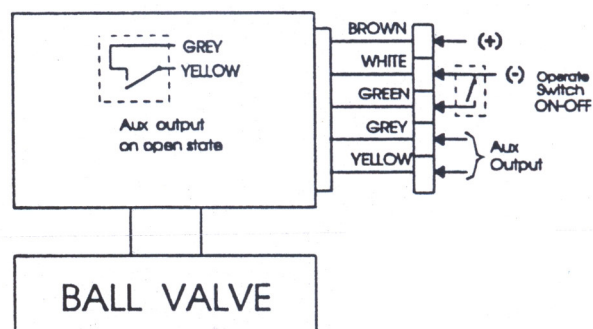 GREY
YELLOW
Aux output
on open state
BROWN
WHITE
GREEN
GREY
YELLOW
(+)
(-)
Operate
Switch
ON-OFF
Aux
Output
BALL VALVE